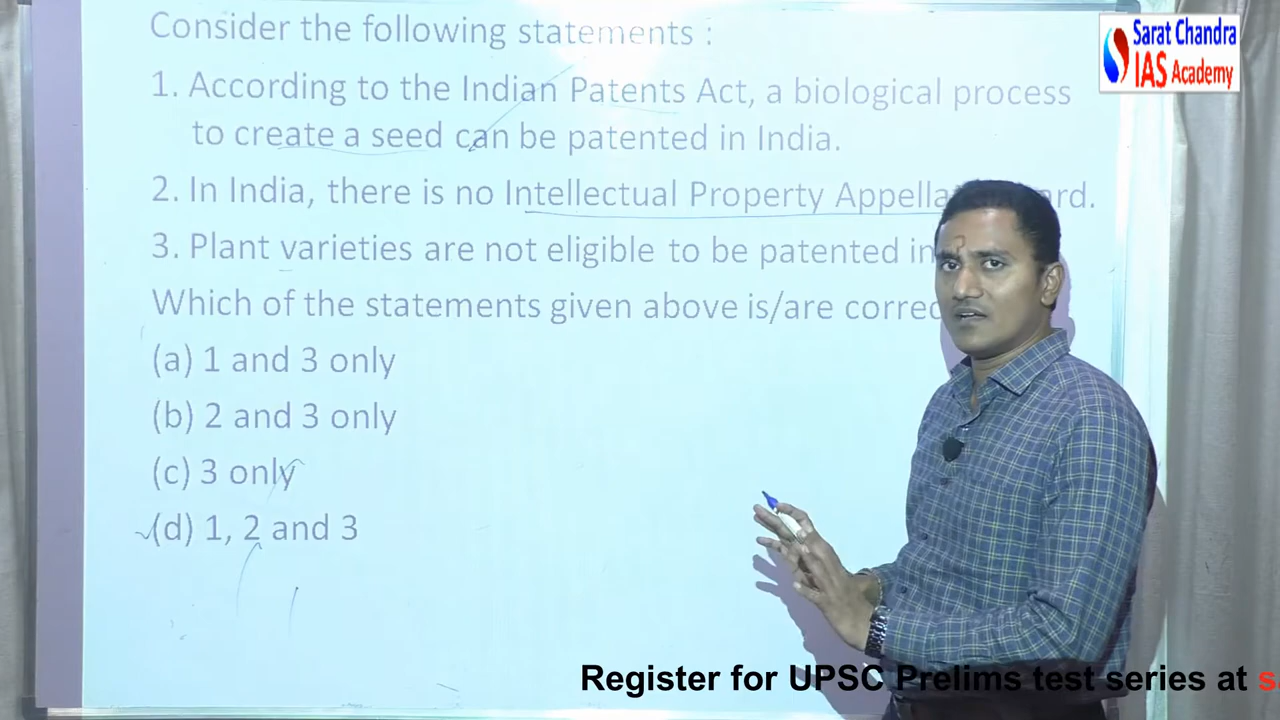 Consider the following statements :
Sarat Chandra
IAS Academy
1. According to the Indian Patents Act, a biological process
to create a seed can be patented in India.
2. In India, there is no Intellectual Property
3. Plant varieties are not eligible to be patented in
Which of the statements given above is/are
(a) 1 and 3 only
(b) 2 and 3 only
(c) 3 only
(d) 1, 2 and 3
Register for UPSC Prelims test series at